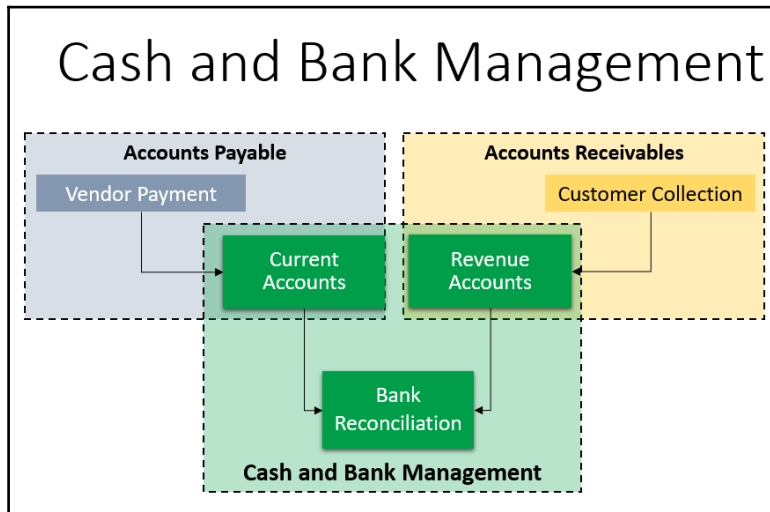 Cash and Bank Management
Accounts Payable
Accounts Receivables
Vendor Payment
Customer Collection
Current
Accounts
Revenue
Accounts
Bank
Reconciliation
Cash and Bank Management